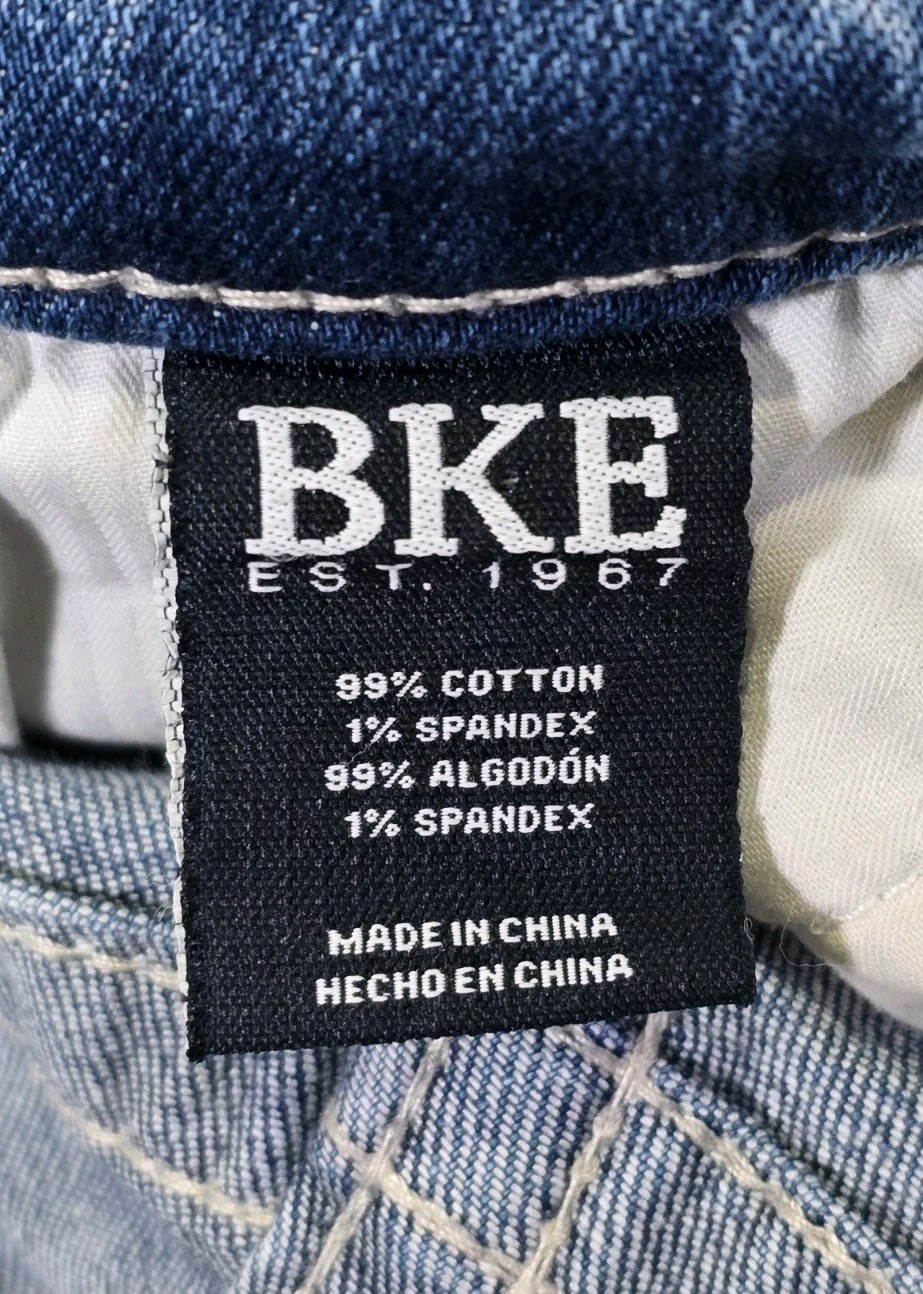 BKE
EST. 1967
99% COTTON
1% SPANDEX
99% ALGODÓN
1% SPANDEX
MADE IN CHINA
HECHO EN CHINA